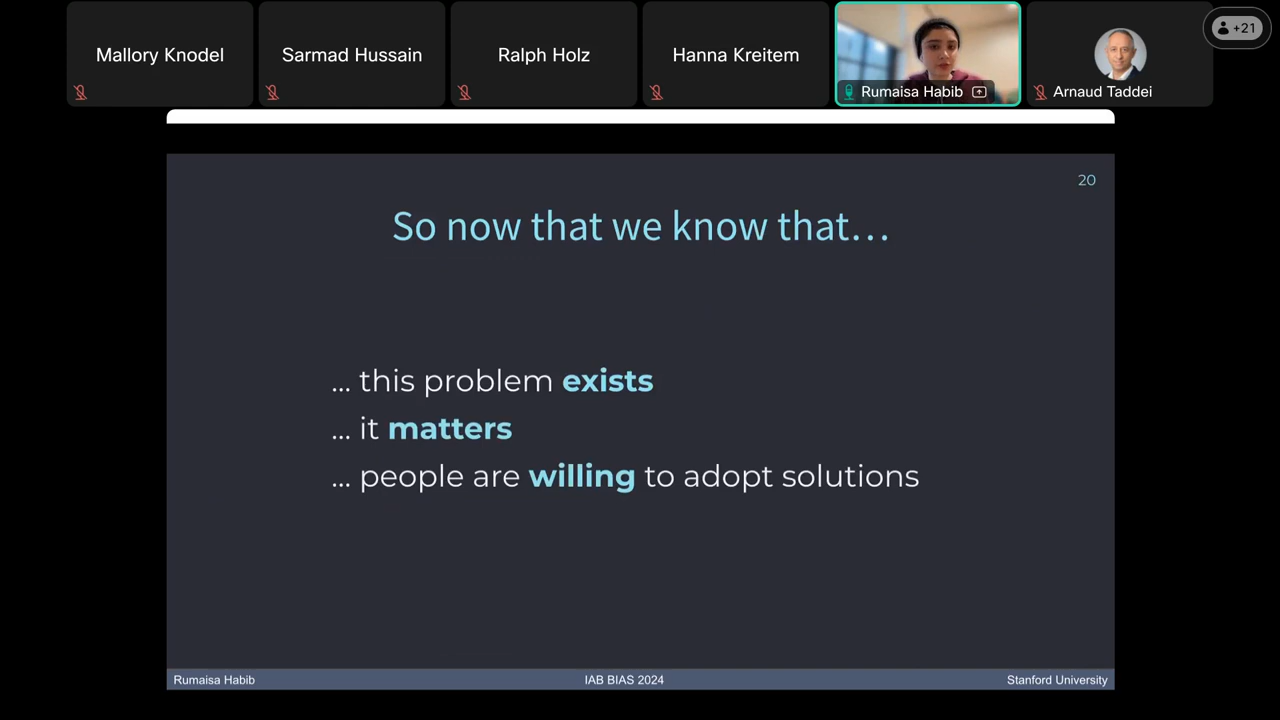 Mallory Knodel
Sarmad Hussain
Ralph Holz
Hanna Kreitem
Rumaisa Habib
Arnaud Taddei
+21
20
So now that we know that…
... this problem exists
... it matters
... people are willing to adopt solutions
Rumaisa Habib
IAB BIAS 2024
Stanford University